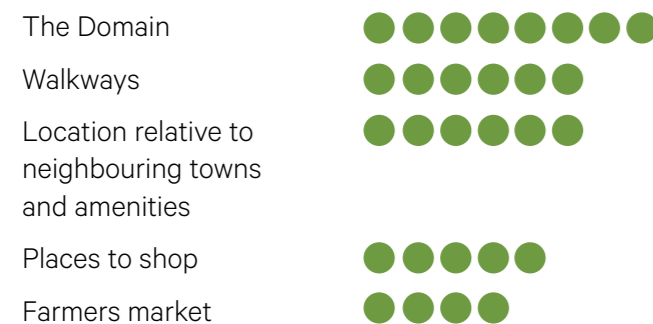 The Domain
Walkways
Location relative to
neighbouring towns
and amenities
Places to shop
Farmers market